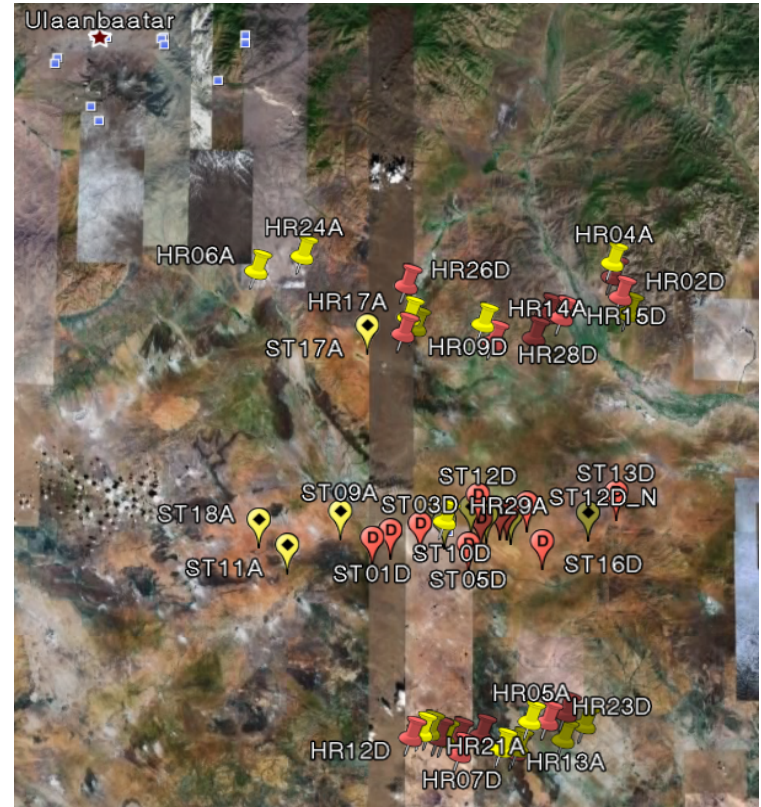 Ulaanbaatar
HR24A
HR04A
HR06A
HR26D
HR02D
HR17A
HR14A
HR15D
ST17A
HR09D
HR28D
ST12D
ST13D
ST09A
ST03D
HR29A
ST12D_N
ST18A
D
D
D
D
D
ST10D
D
D
ST11A
ST01D
ST05D
ST16D
HR05A
HR23D
HR12D
HR21A
HR13A
HR07D